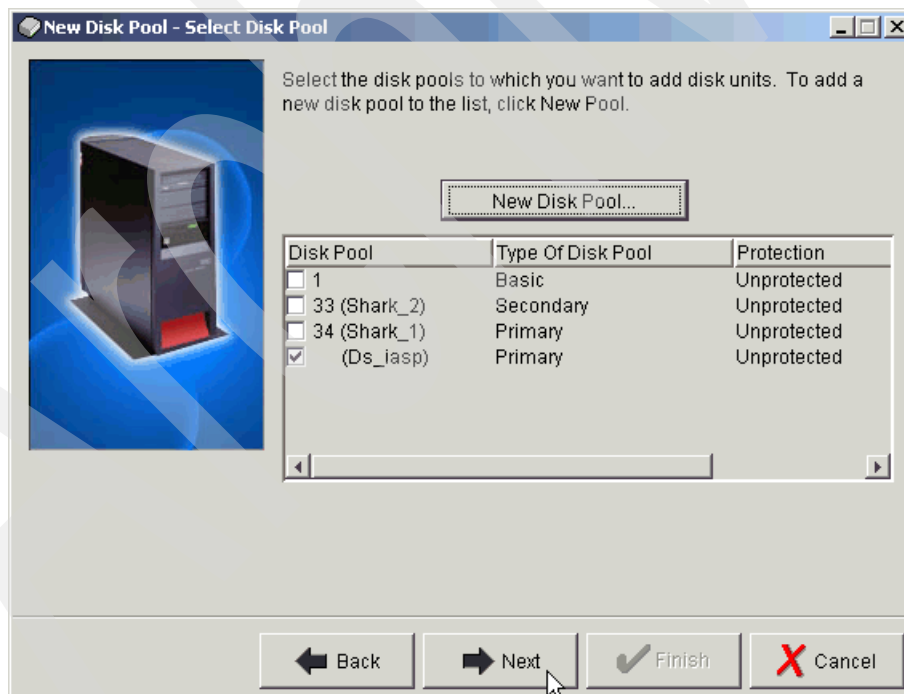 New Disk Pool - Select Disk Pool
Select the disk pools to which you want to add disk units. To add a
new disk pool to the list, click New Pool.
New Disk Pool...
Disk Pool Type Of Disk Pool Protection
1 Basic Unprotected
33 (Shark_2) Secondary Unprotected
34 (Shark_1) Primary Unprotected
(Ds_iasp) Primary Unprotected
Back Next Finish Cancel